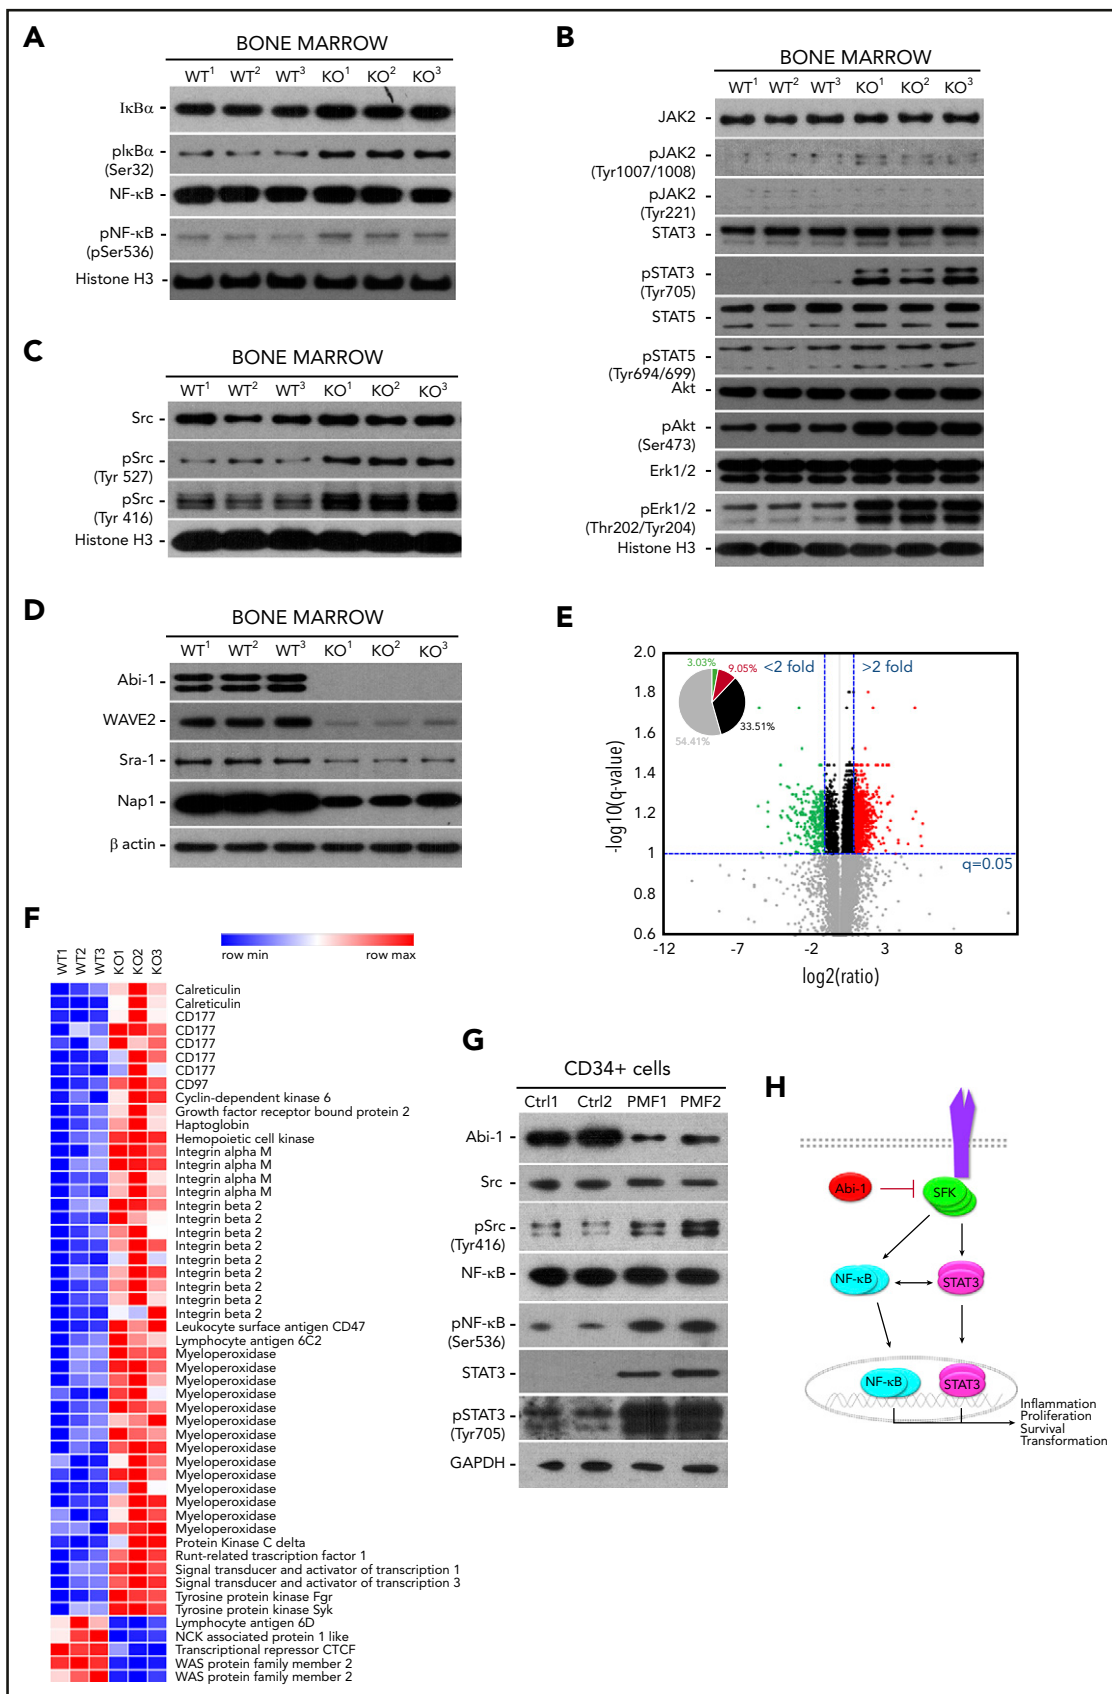 A
BONE MARROW
WT1 WT2 WT3 KO1 KO2 KO3
IκBα
pIκBα
(Ser32)
NF-κB
pNF-κB
(pSer536)
Histone H3
B
BONE MARROW
WT1 WT2 WT3 KO1 KO2 KO3
JAK2
pJAK2
(Tyr1007/1008)
pJAK2
(Tyr221)
STAT3
pSTAT3
(Tyr705)
STAT5
pSTAT5
(Tyr694/699)
Akt
pAkt
(Ser473)
Erk1/2
pErk1/2
(Thr202/Tyr204)
Histone H3
C
BONE MARROW
WT1 WT2 WT3 KO1 KO2 KO3
Src
pSrc
(Tyr 527)
pSrc
(Tyr 416)
Histone H3
D
BONE MARROW
WT1 WT2 WT3 KO1 KO2 KO3
Abi-1
WAVE2
Sra-1
Nap1
β actin
E
2.0
1.8
1.6
1.4
1.2
1
0.8
0.6
-log10(q-value)
3.03%
9.05%
33.51%
54.41%
<2 fold
>2 fold
q=0.05
-12 -7 -2 3 8
log2(ratio)
F
row min row max
WT1 WT2 WT3 KO1 KO2 KO3
Calreticulin
Calreticulin
CD177
CD177
CD177
CD177
CD177
CD97
Cyclin-dependent kinase 6
Growth factor receptor bound protein 2
Haptoglobin
Hemopoietic cell kinase
Integrin alpha M
Integrin alpha M
Integrin alpha M
Integrin alpha M
Integrin beta 2
Integrin beta 2
Integrin beta 2
Integrin beta 2
Integrin beta 2
Integrin beta 2
Integrin beta 2
Integrin beta 2
Integrin beta 2
Leukocyte surface antigen CD47
Lymphocyte antigen 6C2
Myeloperoxidase
Myeloperoxidase
Myeloperoxidase
Myeloperoxidase
Myeloperoxidase
Myeloperoxidase
Myeloperoxidase
Myeloperoxidase
Myeloperoxidase
Myeloperoxidase
Myeloperoxidase
Myeloperoxidase
Myeloperoxidase
Myeloperoxidase
Protein Kinase C delta
Runt-related trascription factor 1
Signal transducer and activator of transcription 1
Signal transducer and activator of transcription 3
Tyrosine protein kinase Fgr
Tyrosine protein kinase Syk
Lymphocyte antigen 6D
NCK associated protein 1 like
Transcriptional repressor CTCF
WAS protein family member 2
WAS protein family member 2
G
CD34+ cells
Ctrl1 Ctrl2 PMF1 PMF2
Abi-1
Src
pSrc
(Tyr416)
NF-κB
pNF-κB
(Ser536)
STAT3
pSTAT3
(Tyr705)
GAPDH
H
Abi-1
SFK
NF-κB
STAT3
NF-κB
STAT3
Inflammation
Proliferation
Survival
Transformation